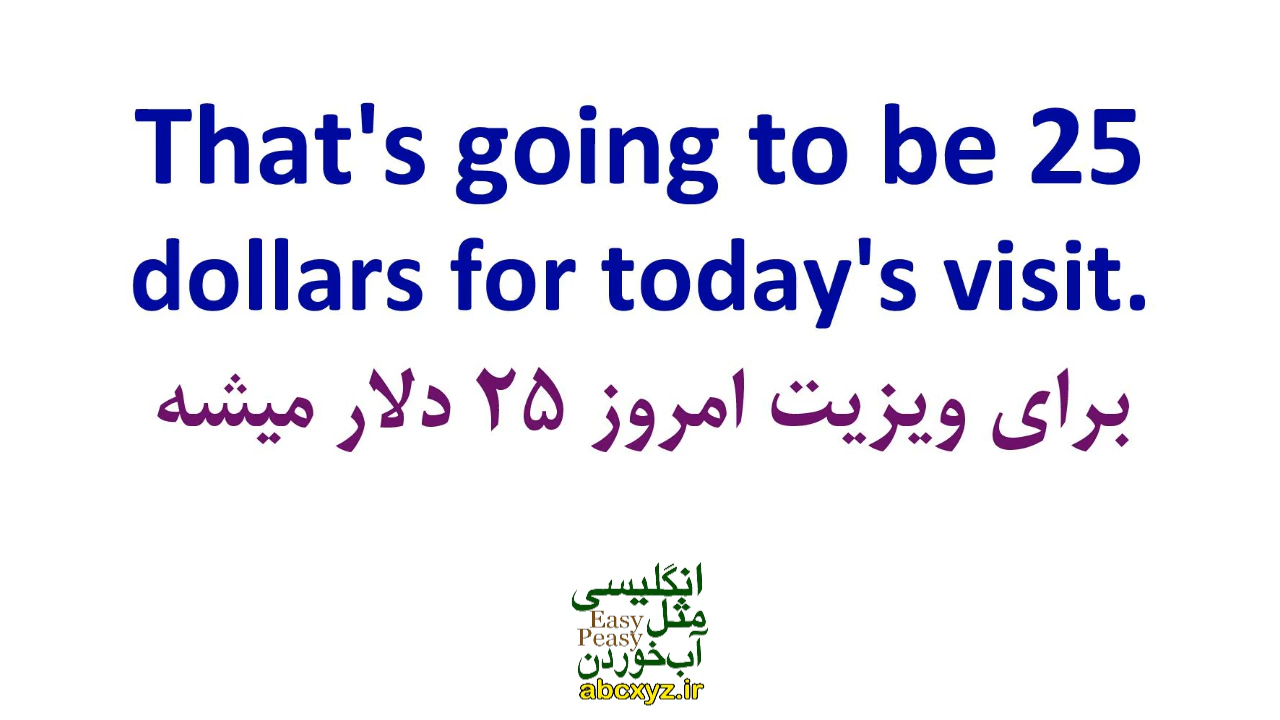 That's going to be 25
dollars for today's visit.
برای ویزیت امروز ۲۵ دلار میشه
انگلیسی
مثل
Easy
Peasy
آب‌خوردن
abcxyz.ir